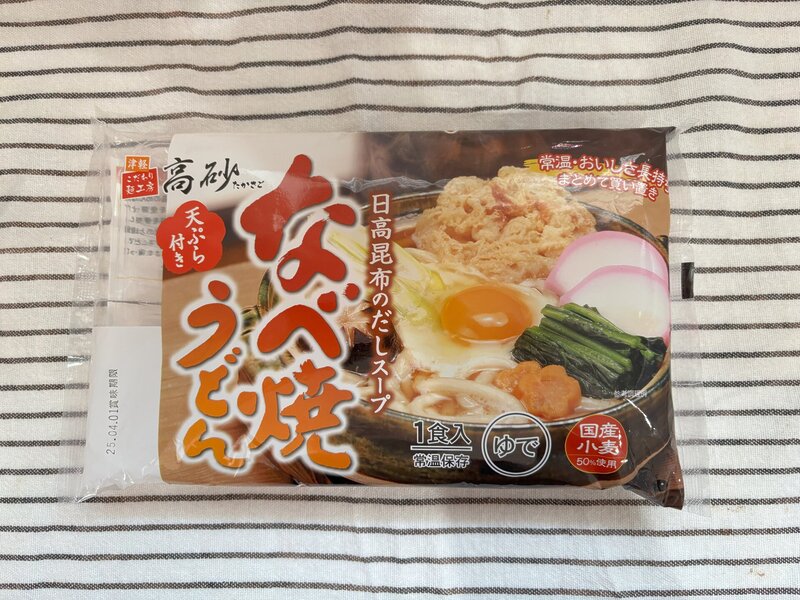 津軽
こだわり
麺工房
高砂
たかさご
天ぷら
付き
なべ焼
うどん
日高昆布のだしスープ
常温・おいしさ長持
まとめて買い置き
1食入
常温保存
ゆで
国産
小麦
50%使用
25.04.01賞味期限